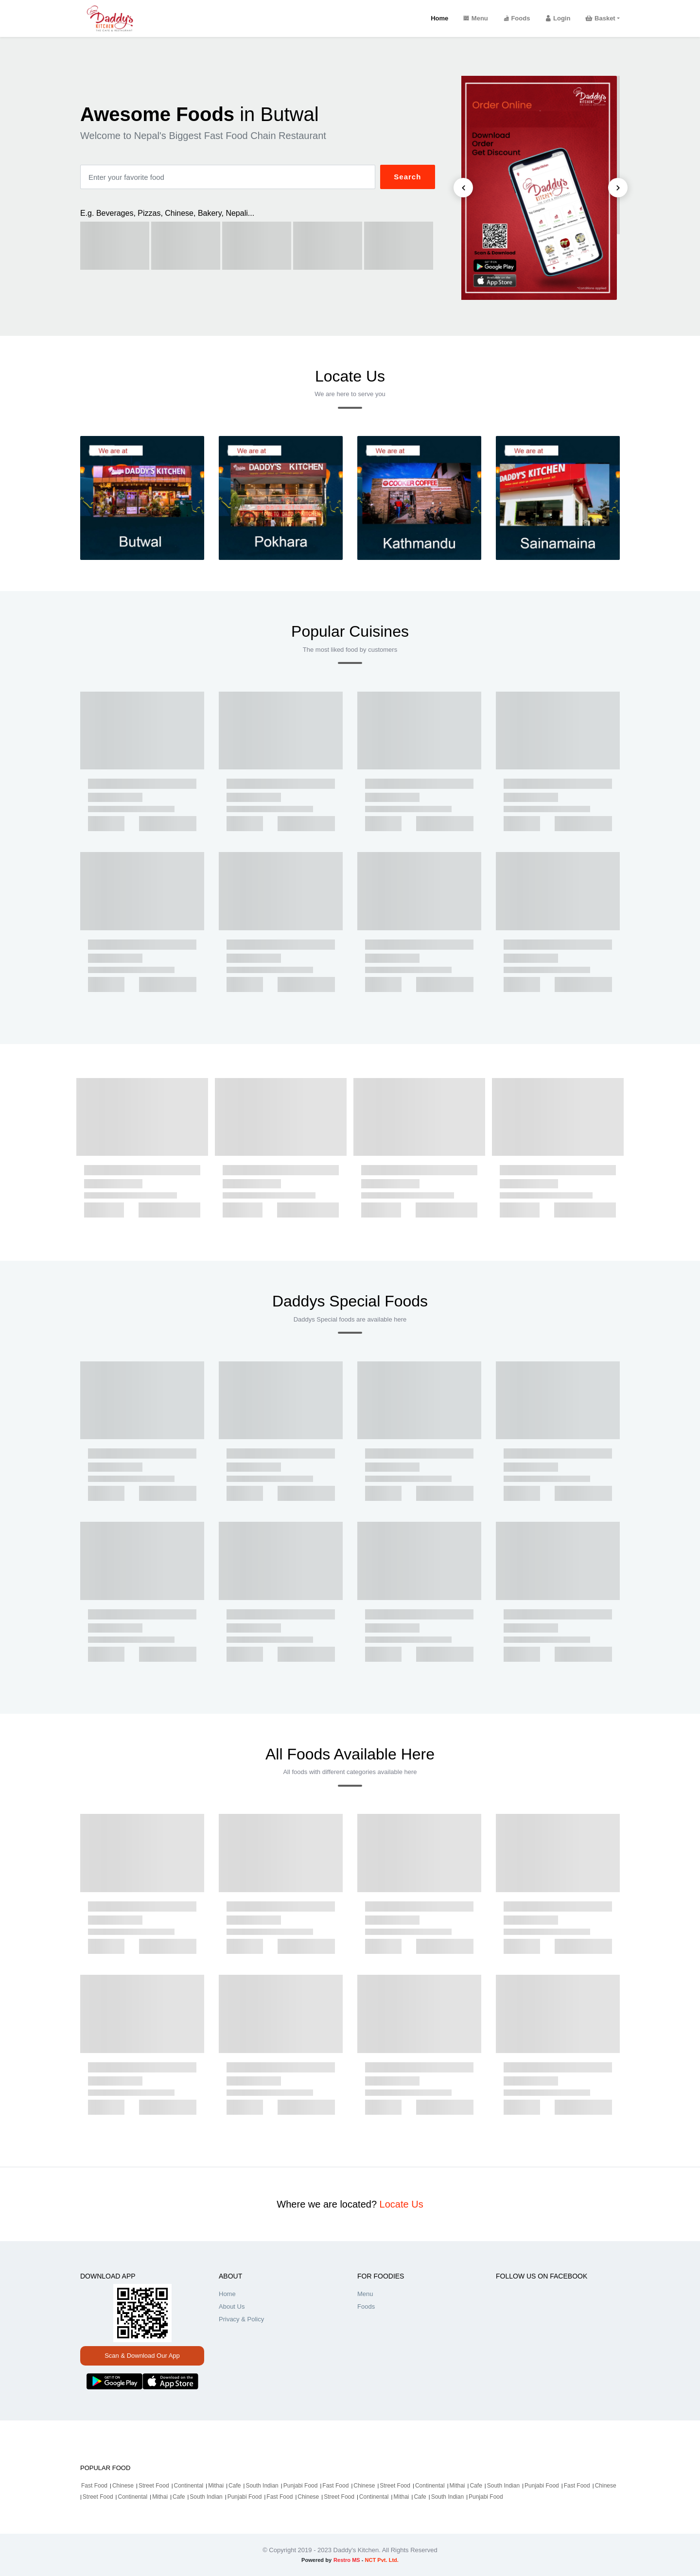 Daddy's
KITCHEN
Home
Menu
Foods
Login
Basket
Awesome Foods in Butwal
Welcome to Nepal's Biggest Fast Food Chain Restaurant
Enter your favorite food
Search
E.g. Beverages, Pizzas, Chinese, Bakery, Nepali...
Daddy's
KITCHEN
Order Online
Download
Order
Get Discount
Daddy's
KITCHEN
Scan & Download
Google Play
App Store
Locate Us
We are here to serve you
We are at
DADDY'S KITCHEN
Butwal
We are at
DADDY'S KITCHEN
Pokhara
We are at
COOKER COFFEE
Kathmandu
We are at
DADDY'S KITCHEN
Sainamaina
Popular Cuisines
The most liked food by customers
Daddys Special Foods
Daddys Special foods are available here
All Foods Available Here
All foods with different categories available here
Where we are located? Locate Us
DOWNLOAD APP
Scan & Download Our App
GET IT ON
Google Play
Download on the
App Store
ABOUT
Home
About Us
Privacy & Policy
FOR FOODIES
Menu
Foods
FOLLOW US ON FACEBOOK
POPULAR FOOD
Fast Food | Chinese | Street Food | Continental | Mithai | Cafe | South Indian | Punjabi Food | Fast Food | Chinese | Street Food | Continental | Mithai | Cafe | South Indian | Punjabi Food | Fast Food | Chinese
| Street Food | Continental | Mithai | Cafe | South Indian | Punjabi Food | Fast Food | Chinese | Street Food | Continental | Mithai | Cafe | South Indian | Punjabi Food
© Copyright 2019 - 2023 Daddy's Kitchen. All Rights Reserved
Powered by Restro MS - NCT Pvt. Ltd.